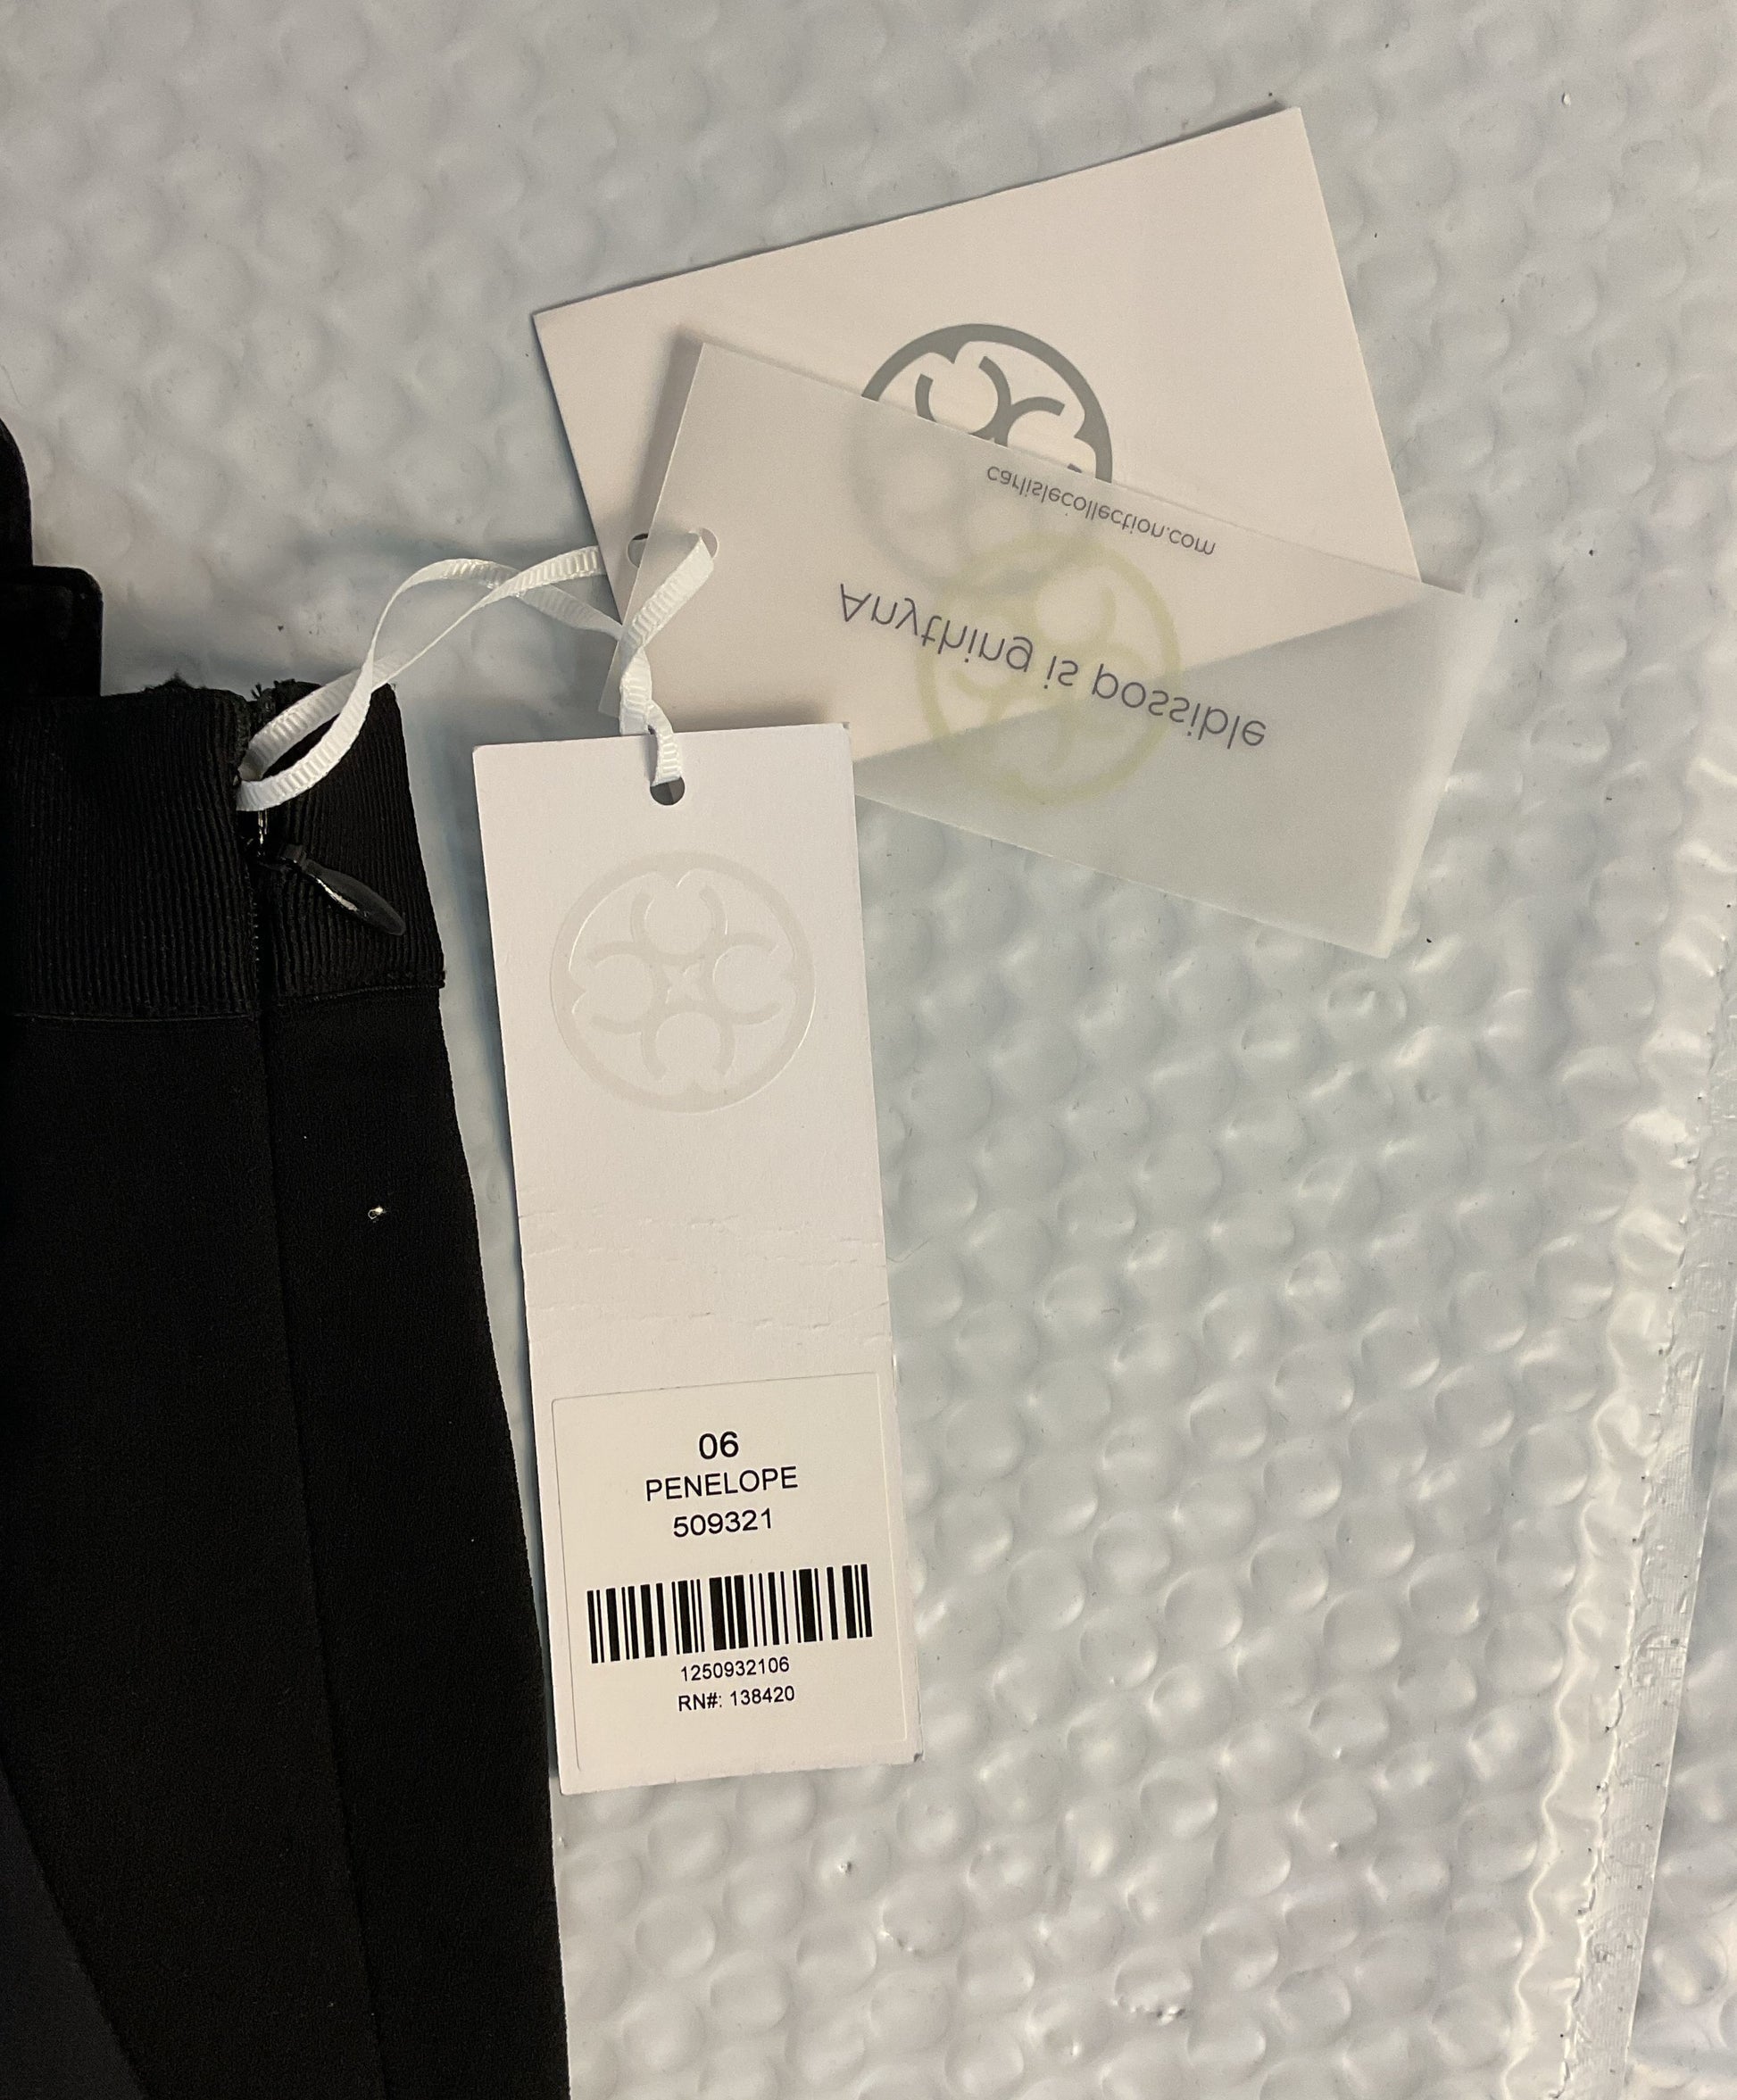 carlislecollection.com
Anything is possible
06
PENELOPE
509321
1250932106
RN#: 138420